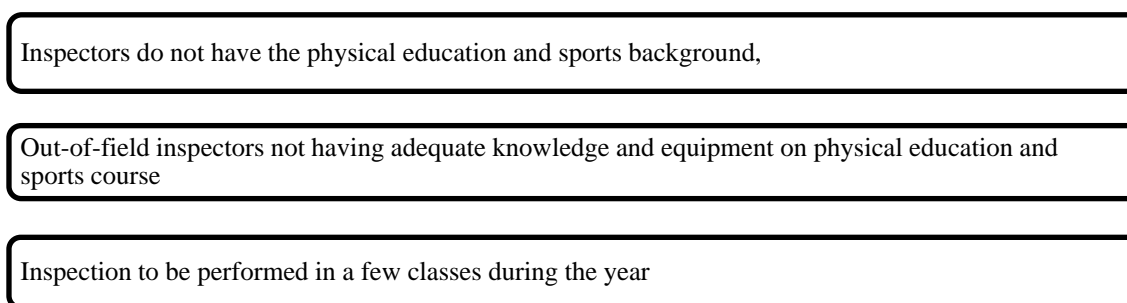 Inspectors do not have the physical education and sports background,
Out-of-field inspectors not having adequate knowledge and equipment on physical education and
sports course
Inspection to be performed in a few classes during the year